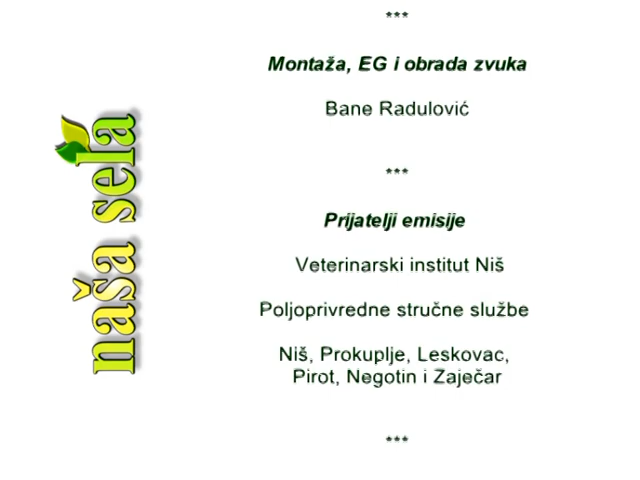 naša sela
***
Montaža, EG i obrada zvuka
Bane Radulović
***
Prijatelji emisije
Veterinarski institut Niš
Poljoprivredne stručne službe
Niš, Prokuplje, Leskovac,
Pirot, Negotin i Zaječar
***